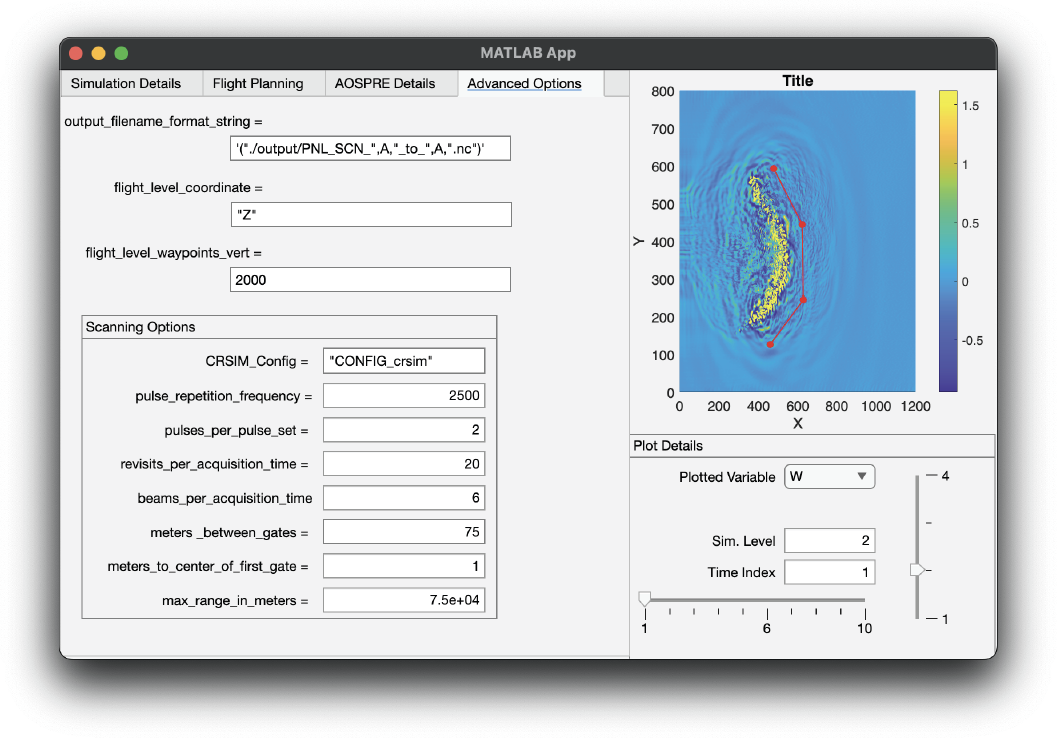 MATLAB App
Simulation Details
Flight Planning
AOSPRE Details
Advanced Options
output_filename_format_string =
'("./output/PNL_SCN_",A,"_to_",A,".nc")'
flight_level_coordinate =
"Z"
flight_level_waypoints_vert =
2000
Scanning Options
CRSIM_Config = "CONFIG_crsim"
pulse_repetition_frequency = 2500
pulses_per_pulse_set = 2
revisits_per_acquisition_time = 20
beams_per_acquisition_time 6
meters _between_gates = 75
meters_to_center_of_first_gate = 1
max_range_in_meters = 7.5e+04
Title
800
700
600
500
400
300
200
100
0
Y
0 200 400 600 800 1000 1200
X
1.5
1
0.5
0
-0.5
Plot Details
Plotted Variable W
Sim. Level 2
Time Index 1
1 6 10
4
1